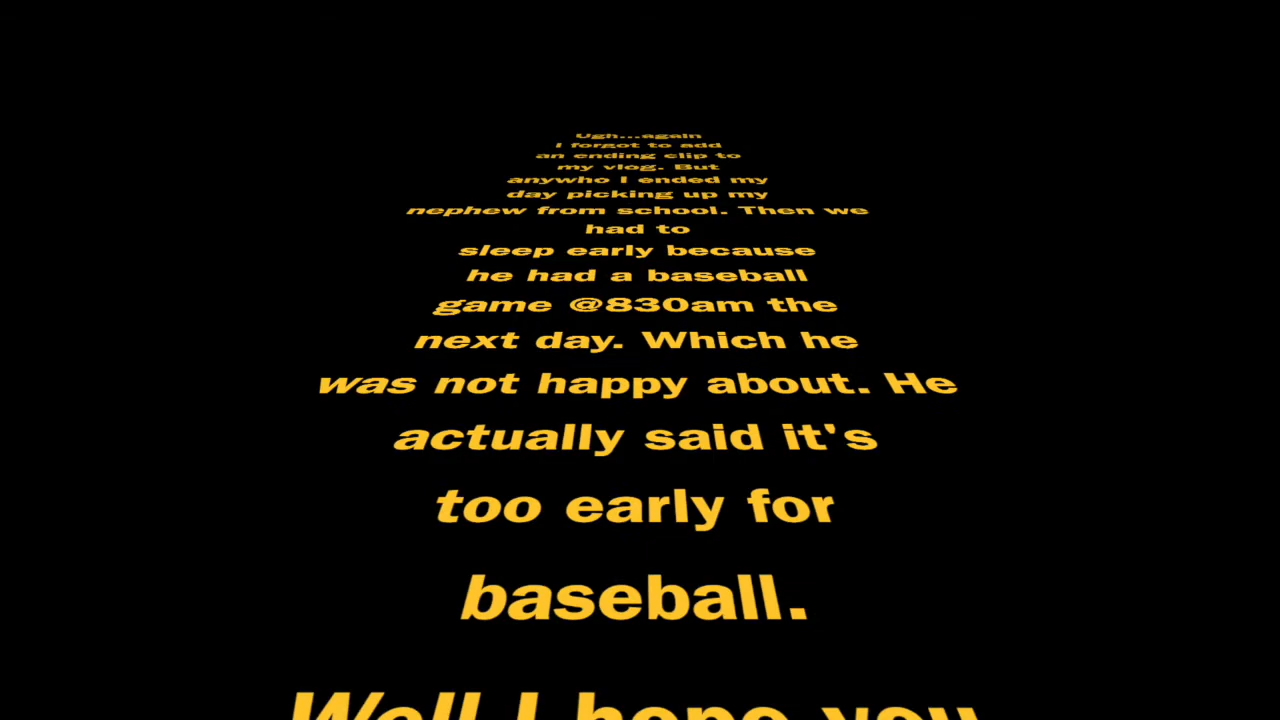 Ugh...again
I forgot to add
an ending clip to
my vlog. But
anywho I ended my
day picking up my
nephew from school. Then we
had to
sleep early because
he had a baseball
game @830am the
next day. Which he
was not happy about. He
actually said it's
too early for
baseball.
Well I hope you